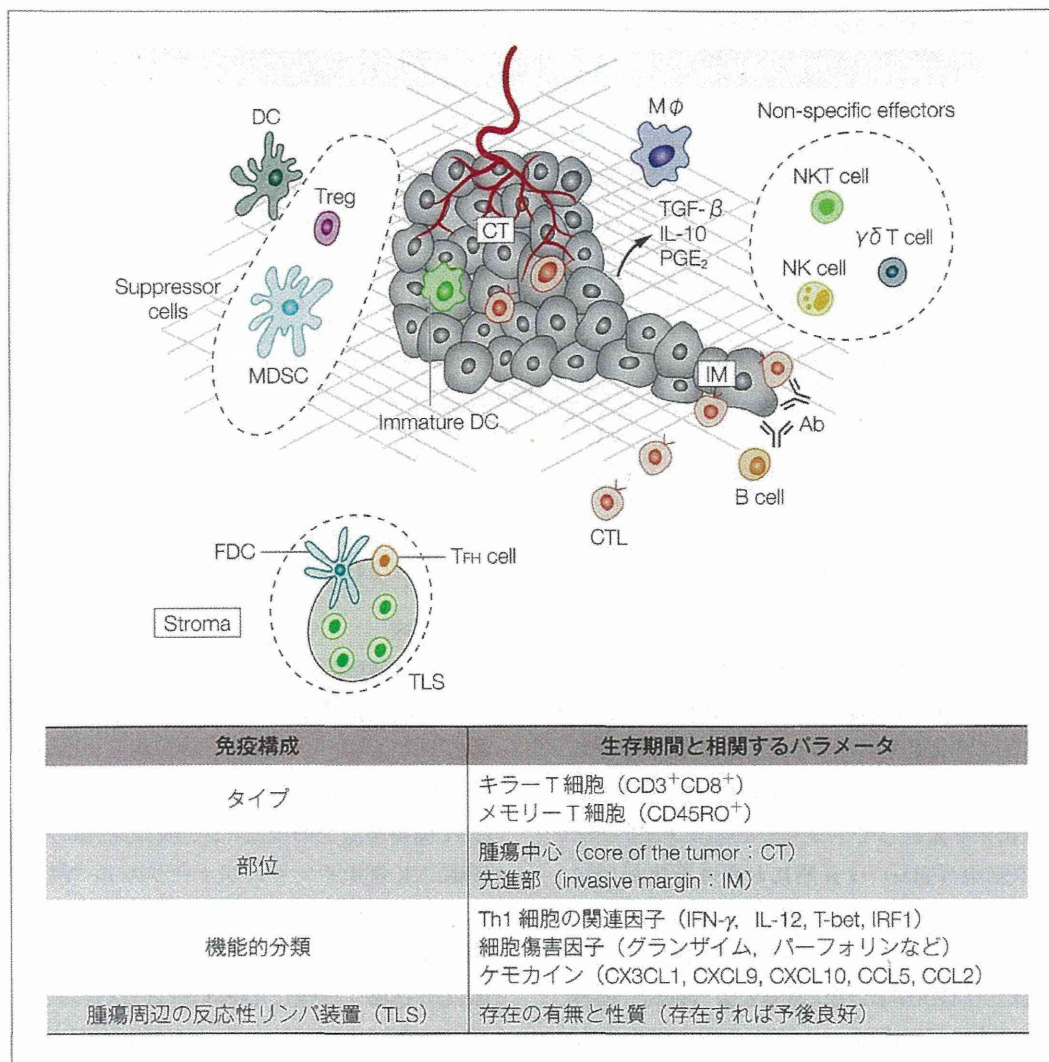 DC
Mφ
Non-specific effectors
Treg
NKT cell
CT
TGF-β
IL-10
PGE₂
γδ T cell
NK cell
Suppressor
cells
MDSC
IM
Immature DC
Ab
B cell
CTL
FDC
TFH cell
Stroma
TLS
免疫構成 生存期間と相関するパラメータ
タイプ
キラーT細胞（CD3⁺CD8⁺）
メモリーT細胞（CD45RO⁺）
部位
腫瘍中心（core of the tumor：CT）
先進部（invasive margin：IM）
機能的分類
Th1細胞の関連因子（IFN-γ, IL-12, T-bet, IRF1）
細胞傷害因子（グランザイム，パーフォリンなど）
ケモカイン（CX3CL1, CXCL9, CXCL10, CCL5, CCL2）
腫瘍周辺の反応性リンパ装置（TLS） 存在の有無と性質（存在すれば予後良好）